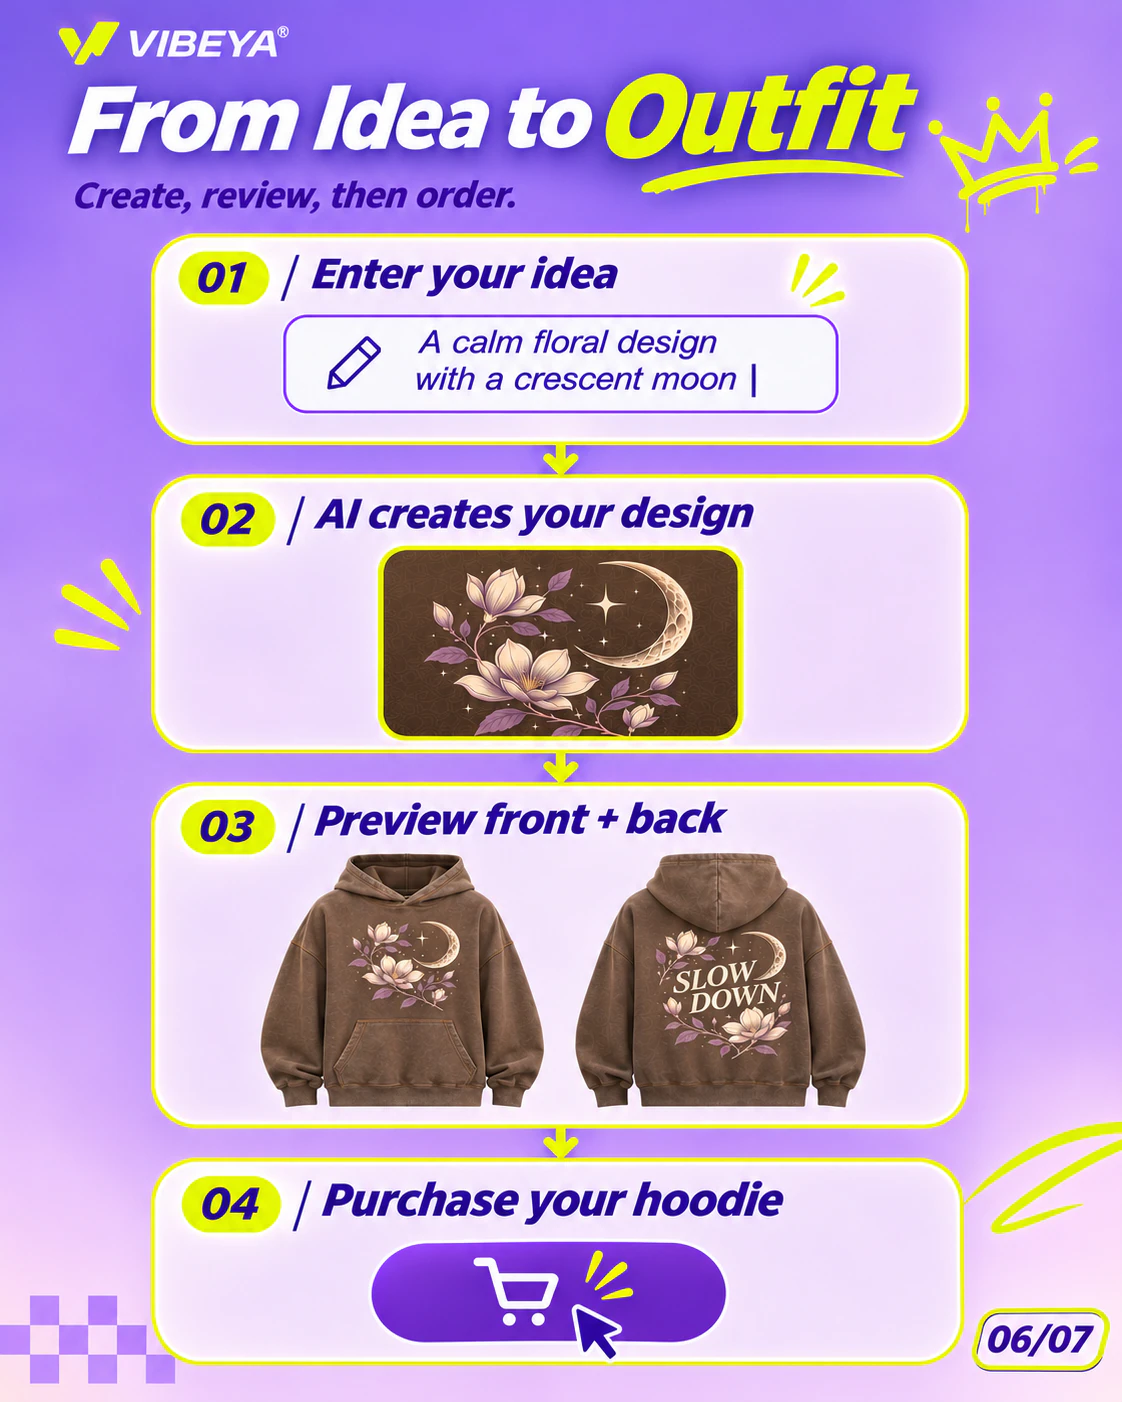 VIBEYA®
From Idea to Outfit
Create, review, then order.
01 / Enter your idea
A calm floral design
with a crescent moon |
02 / AI creates your design
03 / Preview front + back
SLOW
DOWN
04 / Purchase your hoodie
06/07